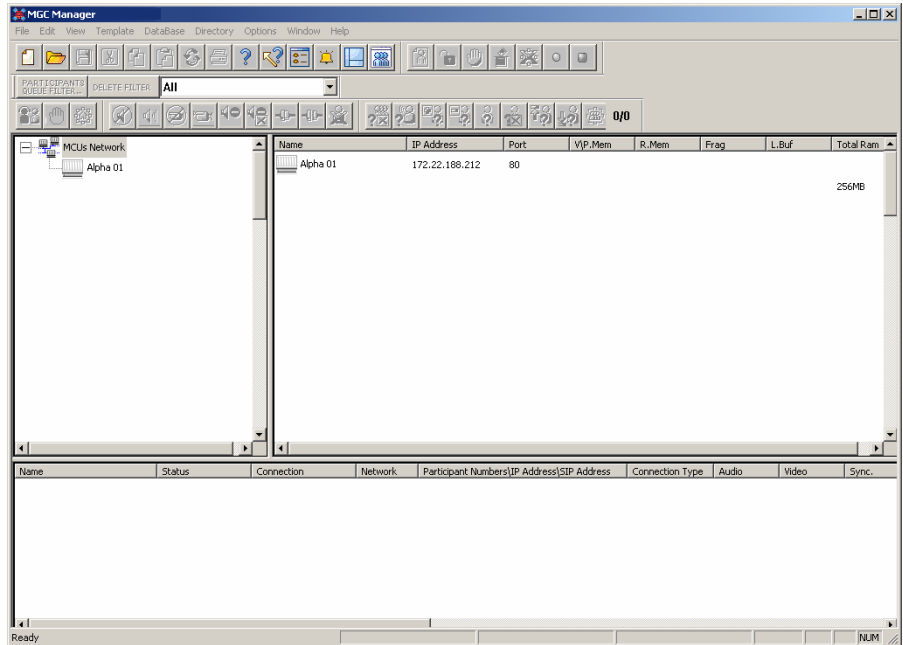 MGC Manager
File Edit View Template DataBase Directory Options Window Help
PARTICIPANTS QUEUE FILTER... DELETE FILTER All
0/0
MCUs Network
Alpha 01
Name IP Address Port V\P.Mem R.Mem Frag L.Buf Total Ram
Alpha 01 172.22.188.212 80
256MB
Name Status Connection Network Participant Numbers\IP Address\SIP Address Connection Type Audio Video Sync.
Ready NUM